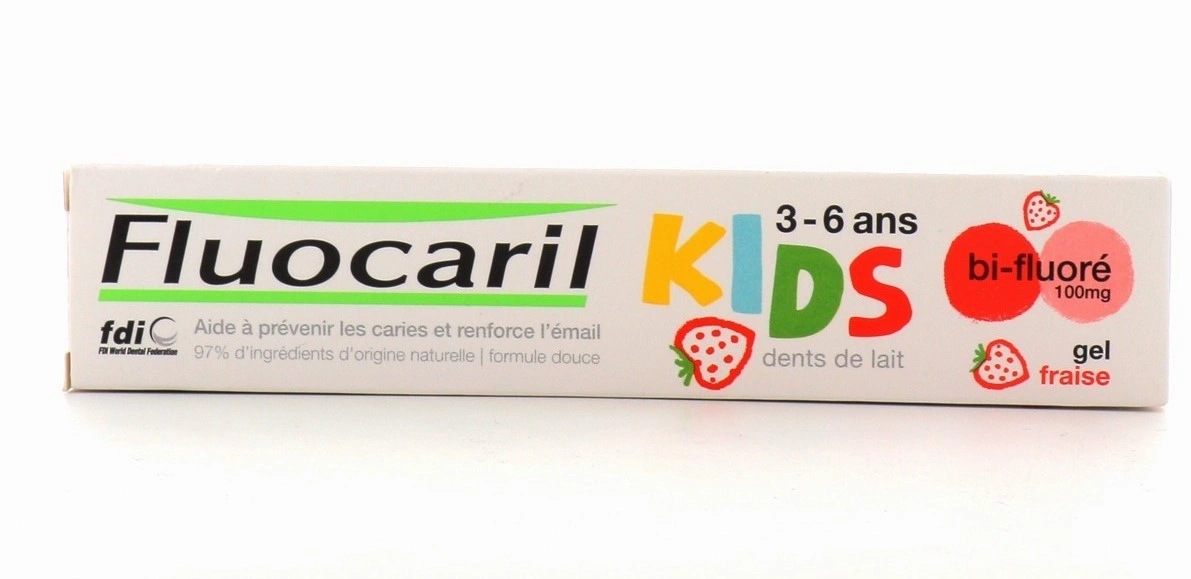 Fluocaril
fdi
FDI World Dental Federation
Aide à prévenir les caries et renforce l'émail
97% d'ingrédients d'origine naturelle | formule douce
3-6 ans
KIDS
dents de lait
bi-fluoré
100mg
gel
fraise